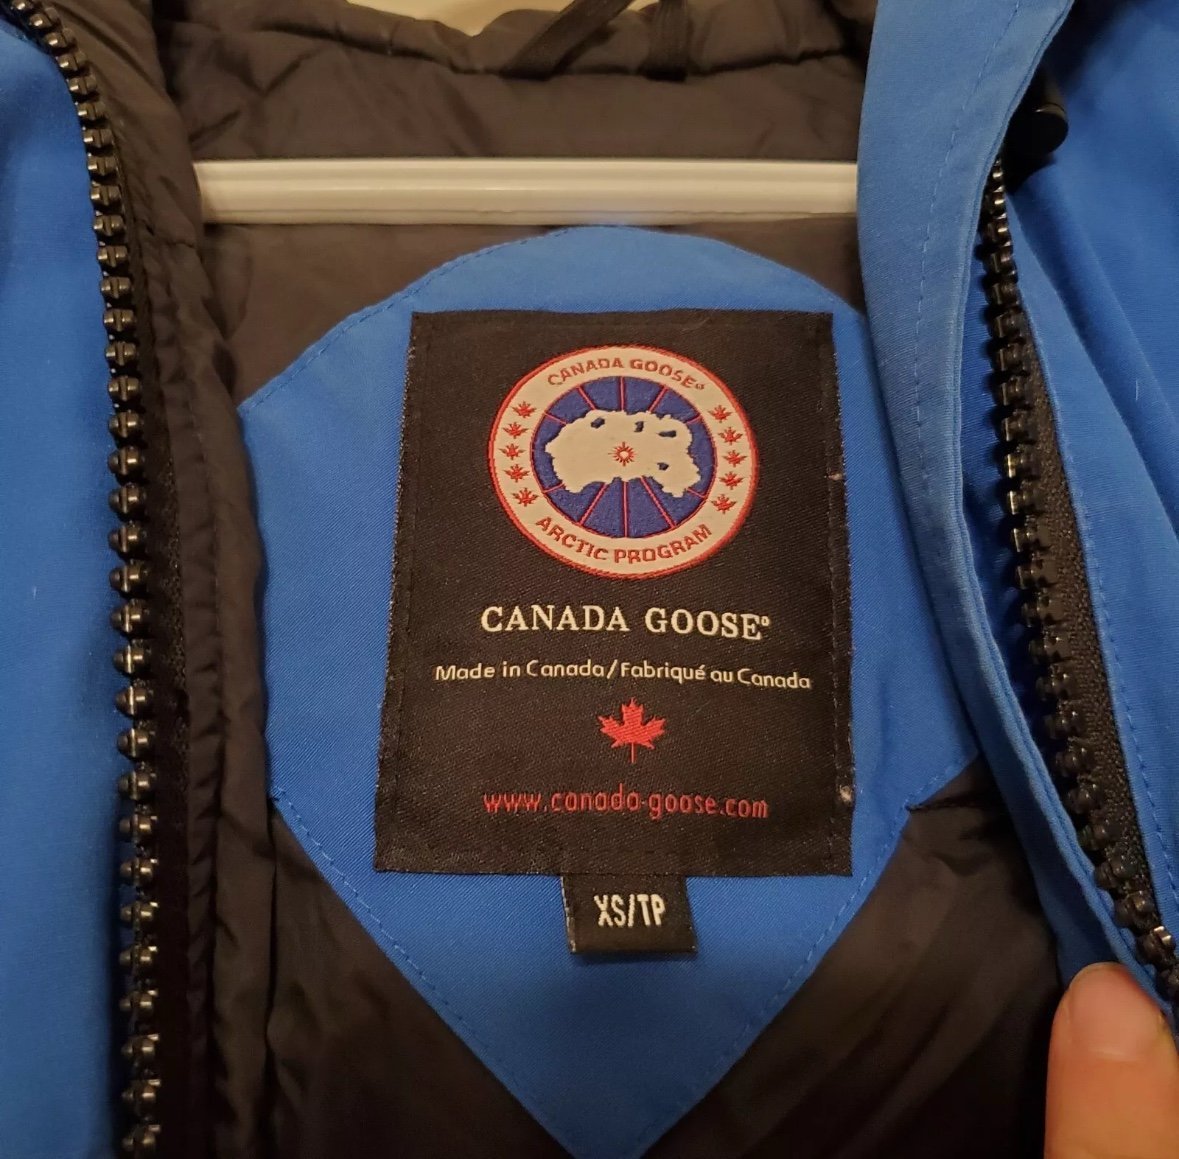 CANADA GOOSE®
ARCTIC PROGRAM
CANADA GOOSE®
Made in Canada/Fabriqué au Canada
www.canada-goose.com
XS/TP